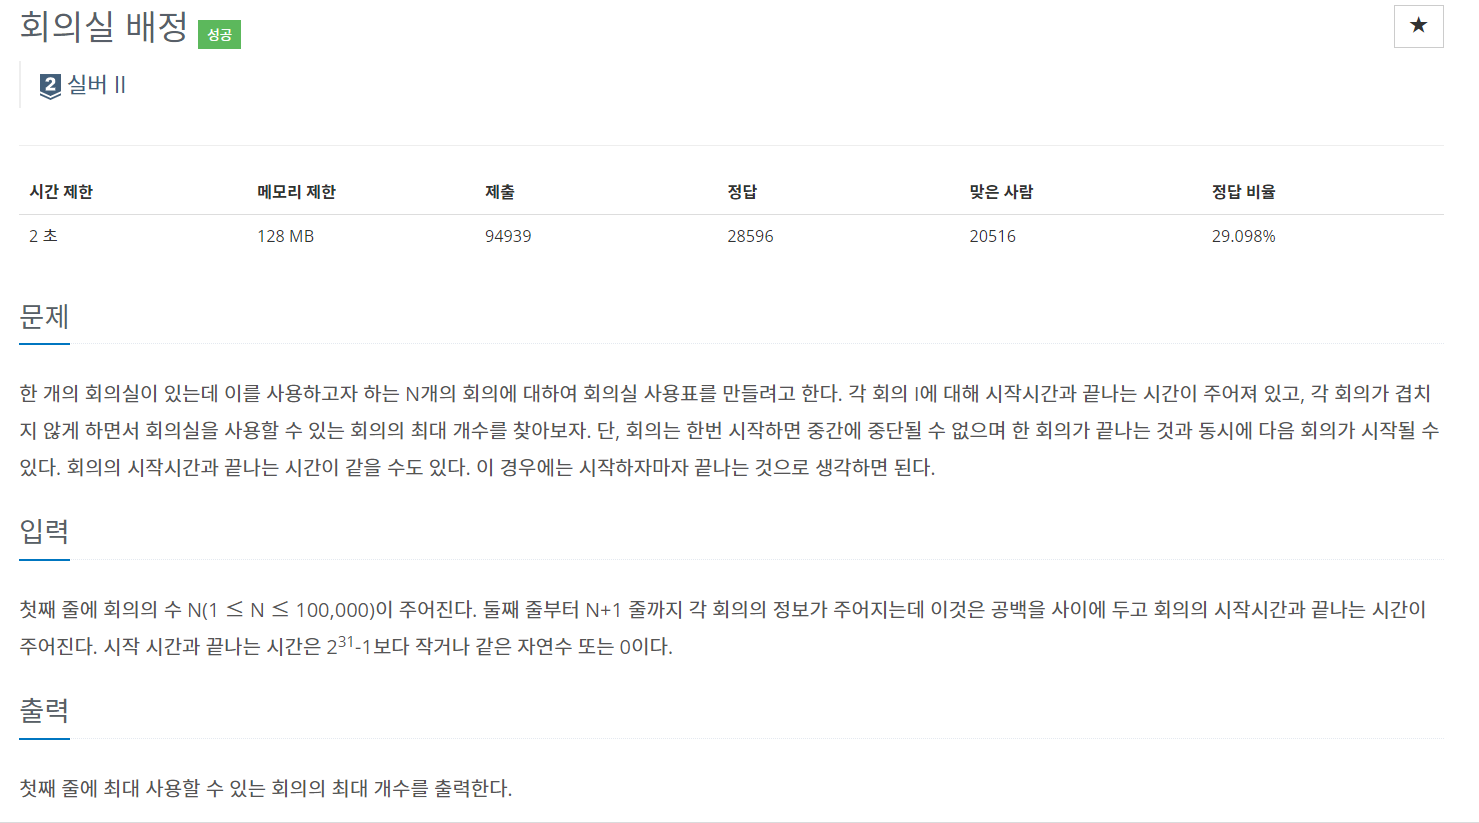 회의실 배정 성공
★
2 실버 II
시간 제한 메모리 제한 제출 정답 맞은 사람 정답 비율
2 초 128 MB 94939 28596 20516 29.098%
문제
한 개의 회의실이 있는데 이를 사용하고자 하는 N개의 회의에 대하여 회의실 사용표를 만들려고 한다. 각 회의 I에 대해 시작시간과 끝나는 시간이 주어져 있고, 각 회의가 겹치
지 않게 하면서 회의실을 사용할 수 있는 회의의 최대 개수를 찾아보자. 단, 회의는 한번 시작하면 중간에 중단될 수 없으며 한 회의가 끝나는 것과 동시에 다음 회의가 시작될 수
있다. 회의의 시작시간과 끝나는 시간이 같을 수도 있다. 이 경우에는 시작하자마자 끝나는 것으로 생각하면 된다.
입력
첫째 줄에 회의의 수 N(1 ≤ N ≤ 100,000)이 주어진다. 둘째 줄부터 N+1 줄까지 각 회의의 정보가 주어지는데 이것은 공백을 사이에 두고 회의의 시작시간과 끝나는 시간이
주어진다. 시작 시간과 끝나는 시간은 2³¹-1보다 작거나 같은 자연수 또는 0이다.
출력
첫째 줄에 최대 사용할 수 있는 회의의 최대 개수를 출력한다.